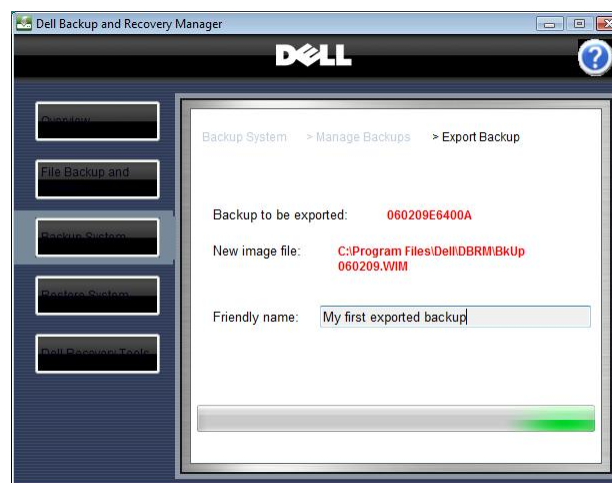 Dell Backup and Recovery Manager
DELL
?
Overview
File Backup and
Backup System
Restore System
Dell Recovery Tools
Backup System > Manage Backups > Export Backup
Backup to be exported: 060209E6400A
New image file: C:\Program Files\Dell\DBRM\BkUp
060209.WIM
Friendly name: My first exported backup